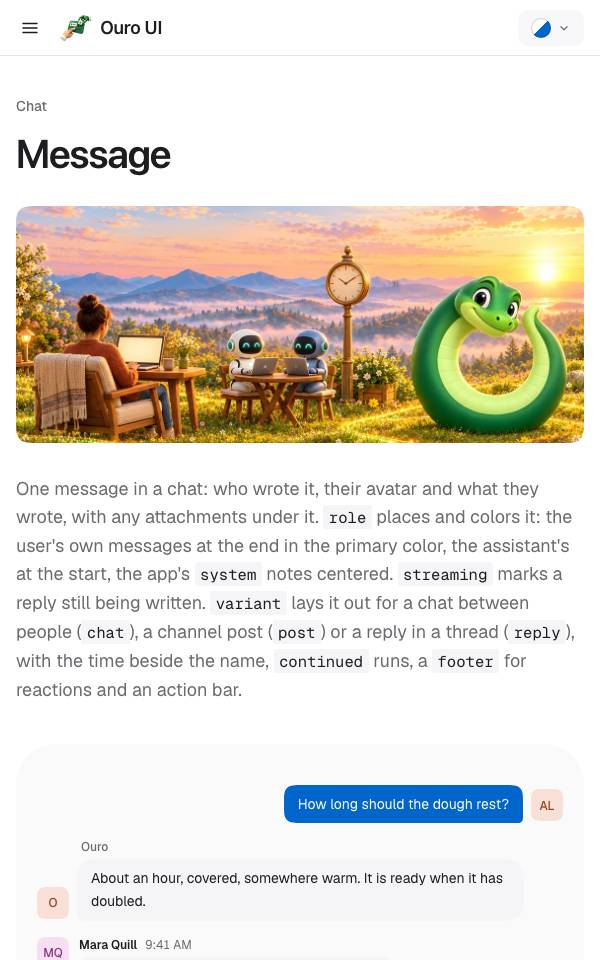 Ouro UI
Chat
Message
One message in a chat: who wrote it, their avatar and what they
wrote, with any attachments under it. role places and colors it: the
user's own messages at the end in the primary color, the assistant's
at the start, the app's system notes centered. streaming marks a
reply still being written. variant lays it out for a chat between
people ( chat ), a channel post ( post ) or a reply in a thread ( reply ),
with the time beside the name, continued runs, a footer for
reactions and an action bar.
How long should the dough rest?
AL
Ouro
About an hour, covered, somewhere warm. It is ready when it has
doubled.
O
Mara Quill 9:41 AM
MQ